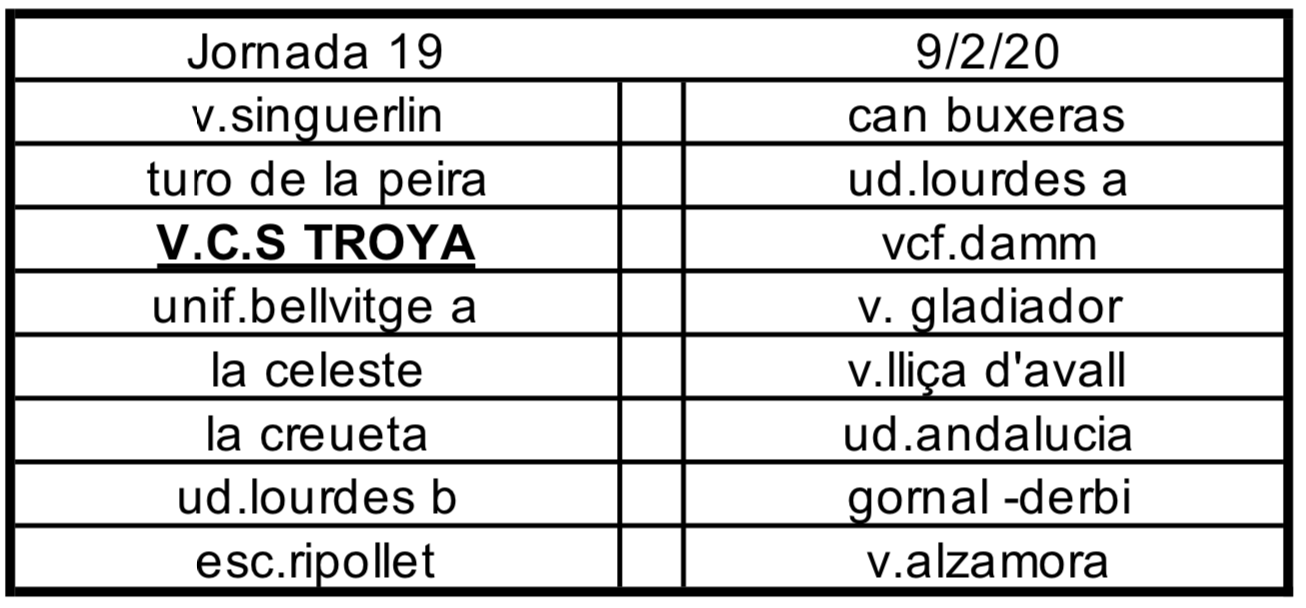 Jornada 19 9/2/20
v.singuerlin can buxeras
turo de la peira ud.lourdes a
V.C.S TROYA vcf.damm
unif.bellvitge a v. gladiador
la celeste v.lliça d'avall
la creueta ud.andalucia
ud.lourdes b gornal -derbi
esc.ripollet v.alzamora